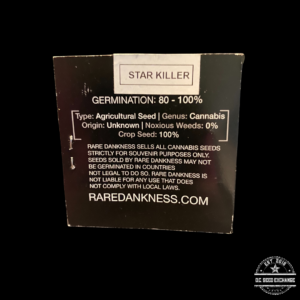 STAR KILLER
GERMINATION: 80 - 100%
Type: Agricultural Seed | Genus: Cannabis
Origin: Unknown | Noxious Weeds: 0%
Crop Seed: 100%
RARE DANKNESS SELLS ALL CANNABIS SEEDS
STRICTLY FOR SOUVENIR PURPOSES ONLY.
SEEDS SOLD BY RARE DANKNESS MAY NOT
BE GERMINATED IN COUNTRIES
NOT LEGAL TO DO SO. RARE DANKNESS IS
NOT LIABLE FOR ANY USE THAT DOES
NOT COMPLY WITH LOCAL LAWS.
RAREDANKNESS.COM
DC SEED EXCHANGE